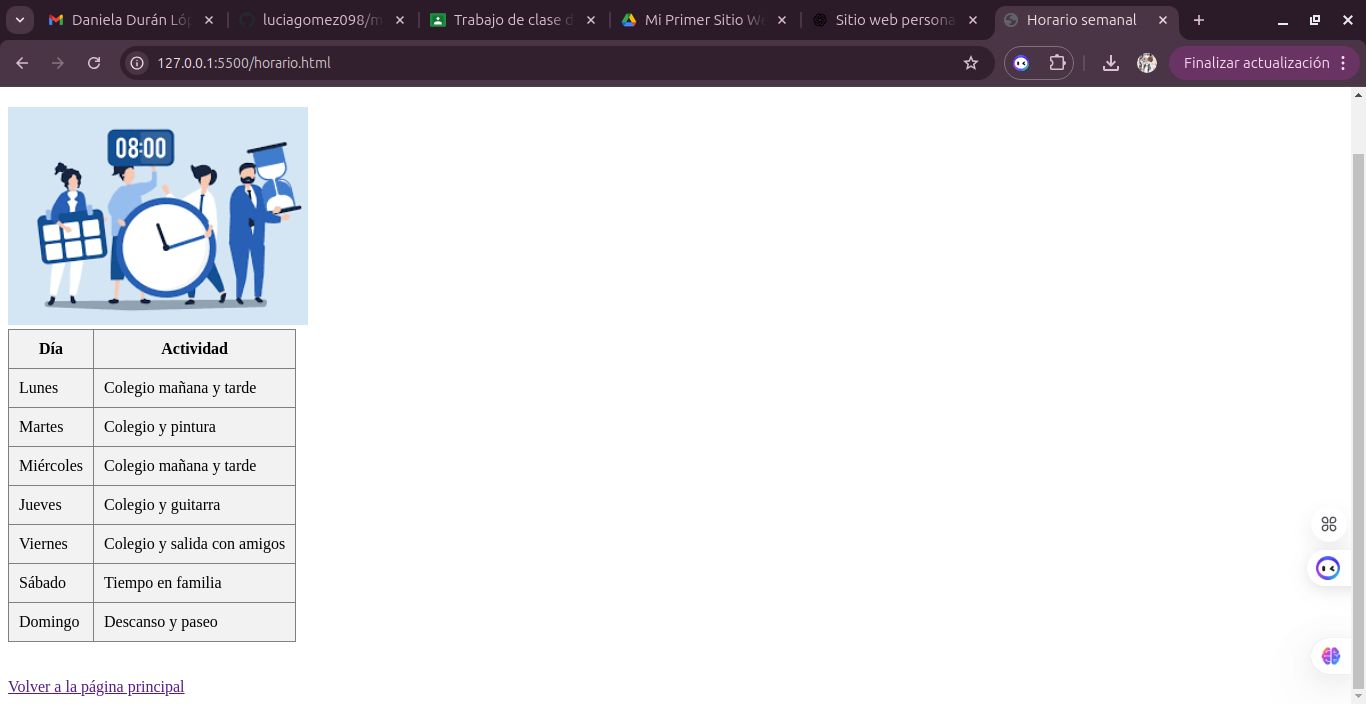 Daniela Durán Ló
luciagomez098/m
Trabajo de clase d
Mi Primer Sitio We
Sitio web persona
Horario semanal
127.0.0.1:5500/horario.html
Finalizar actualización
08:00
Día Actividad
Lunes Colegio mañana y tarde
Martes Colegio y pintura
Miércoles Colegio mañana y tarde
Jueves Colegio y guitarra
Viernes Colegio y salida con amigos
Sábado Tiempo en familia
Domingo Descanso y paseo
Volver a la página principal